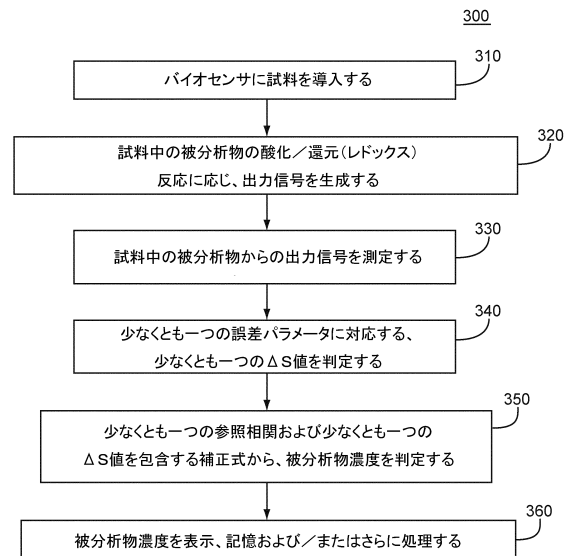 300
310
バイオセンサに試料を導入する
320
試料中の被分析物の酸化／還元(レドックス)
反応に応じ、出力信号を生成する
330
試料中の被分析物からの出力信号を測定する
340
少なくとも一つの誤差パラメータに対応する、
少なくとも一つのΔS値を判定する
350
少なくとも一つの参照相関および少なくとも一つの
ΔS値を包含する補正式から、被分析物濃度を判定する
360
被分析物濃度を表示、記憶および／またはさらに処理する